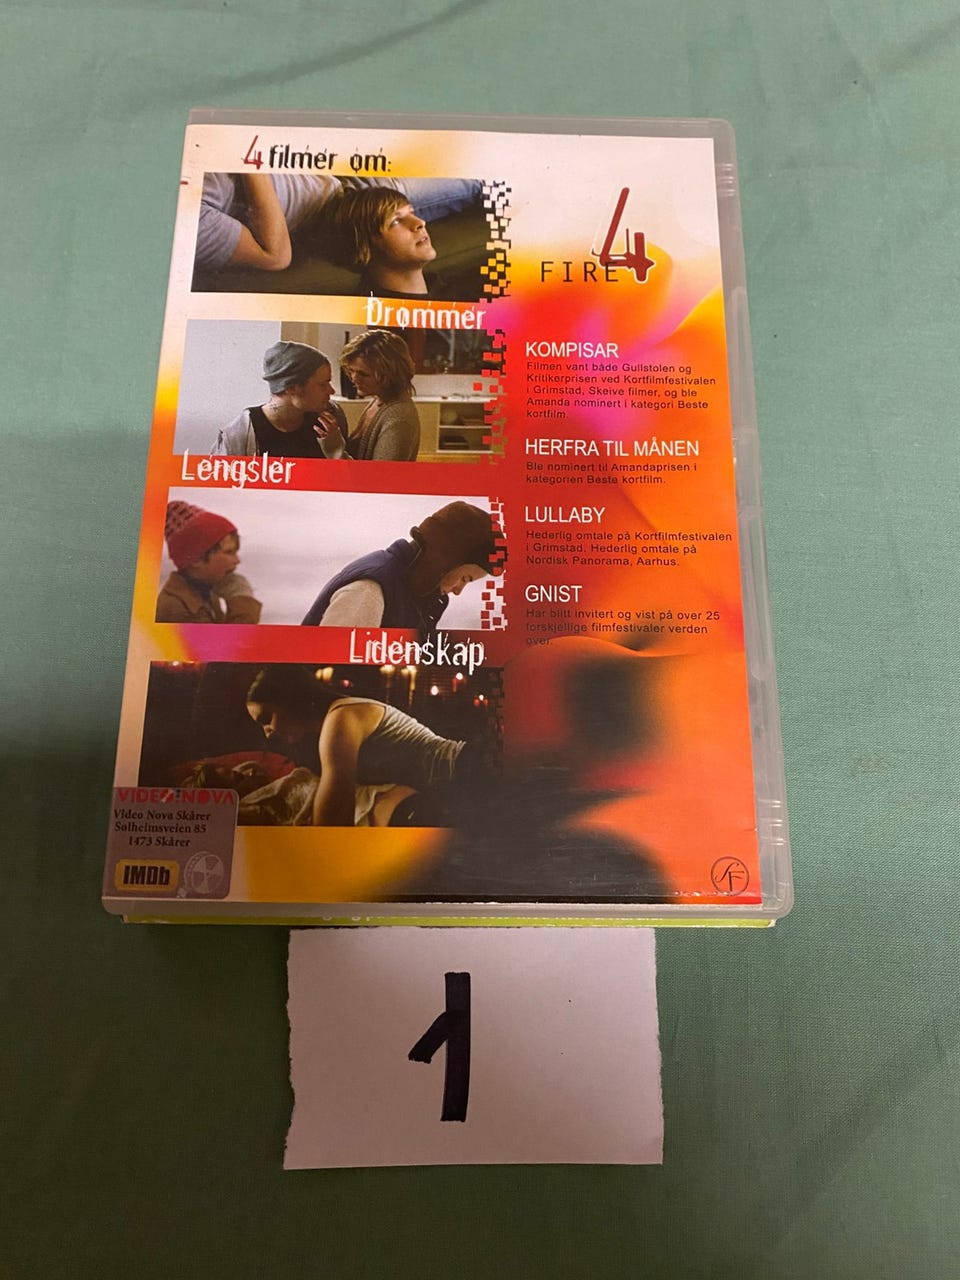 4 filmer om:
Drømmer
Lengsler
Lidenskap
4
FIRE
KOMPISAR
Filmen vant både Gullstolen og
Kritikerprisen ved Kortfilmfestivalen
i Grimstad, Skeive filmer, og ble
Amanda nominert i kategori Beste
kortfilm.
HERFRA TIL MÅNEN
Ble nominert til Amandaprisen i
kategorien Beste kortfilm.
LULLABY
Hederlig omtale på Kortfilmfestivalen
i Grimstad. Hederlig omtale på
Nordisk Panorama, Aarhus.
GNIST
Har blitt invitert og vist på over 25
forskjellige filmfestivaler verden
over.
VIDEO NOVA
Video Nova Skårer
Solheimsveien 85
1473 Skårer
IMDb
SF
1